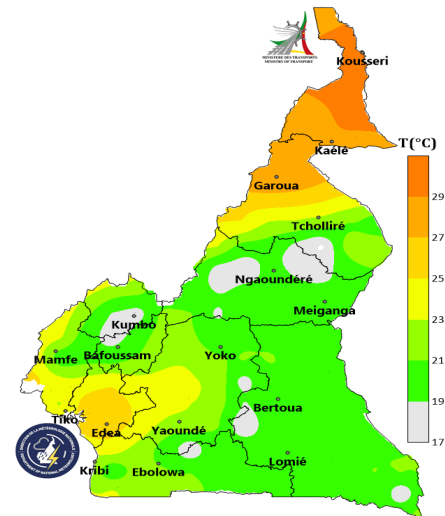 MINISTERE DES TRANSPORTS
MINISTRY OF TRANSPORT
Kousseri
T(°C)
Kaélé
Garoua
29
27
Tcholliré
25
Ngaoundéré
23
Meiganga
Kumbo
21
Mamfe
Bafoussam
Yoko
19
Tiko
Bertoua
Edea
Yaoundé
17
Kribi
Ebolowa
Lomié